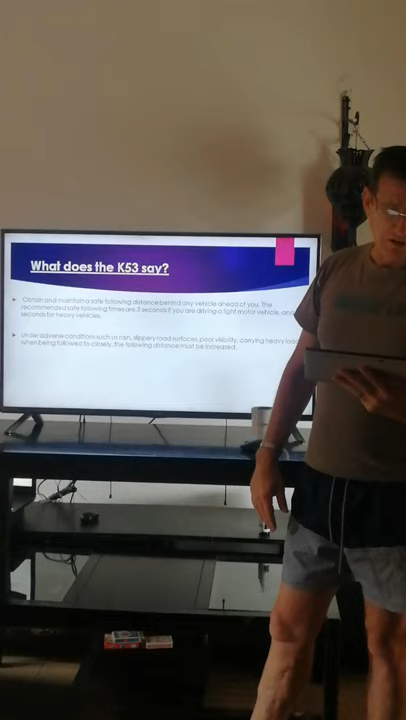 What does the K53 say?
Obtain and maintain a safe following distance behind any vehicle ahead of you. The
recommended safe following times are 3 seconds if you are driving a light motor vehicle, and
seconds for heavy vehicles.
Under adverse conditions such us rain, slippery road surfaces, poor visibility, carrying heavy
when being followed to closely, the following distance must be increased.